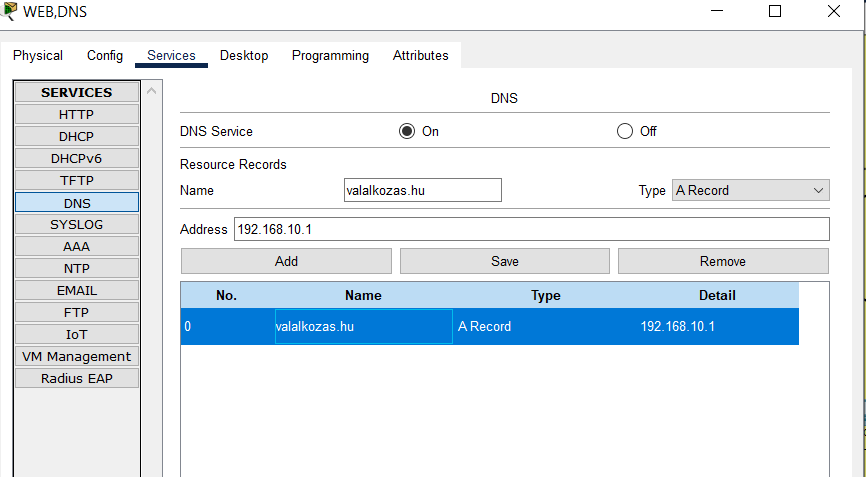 WEB,DNS
Physical Config Services Desktop Programming Attributes
SERVICES
HTTP
DHCP
DHCPv6
TFTP
DNS
SYSLOG
AAA
NTP
EMAIL
FTP
IoT
VM Management
Radius EAP
DNS
DNS Service On Off
Resource Records
Name valalkozas.hu Type A Record
Address 192.168.10.1
Add Save Remove
No. Name Type Detail
0 valalkozas.hu A Record 192.168.10.1